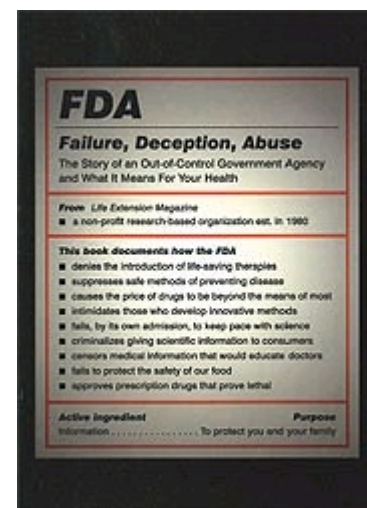 FDA
Failure, Deception, Abuse
The Story of an Out-of-Control Government Agency
and What It Means For Your Health
From Life Extension Magazine
■ a non-profit research-based organization est. in 1980
This book documents how the FDA
■ denies the introduction of life-saving therapies
■ suppresses safe methods of preventing disease
■ causes the price of drugs to be beyond the means of most
■ intimidates those who develop innovative methods
■ fails, by its own admission, to keep pace with science
■ criminalizes giving scientific information to consumers
■ censors medical information that would educate doctors
■ fails to protect the safety of our food
■ approves prescription drugs that prove lethal
Active ingredient Purpose
Information . . . . . . . . . . . . . . . . To protect you and your family